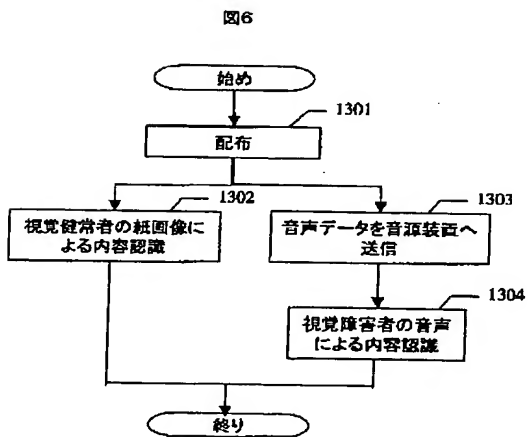 図6
始め
1301
配布
1302
視覚健常者の紙画像に
よる内容認識
1303
音声データを音源装置へ
送信
1304
視覚障害者の音声
による内容認識
終り